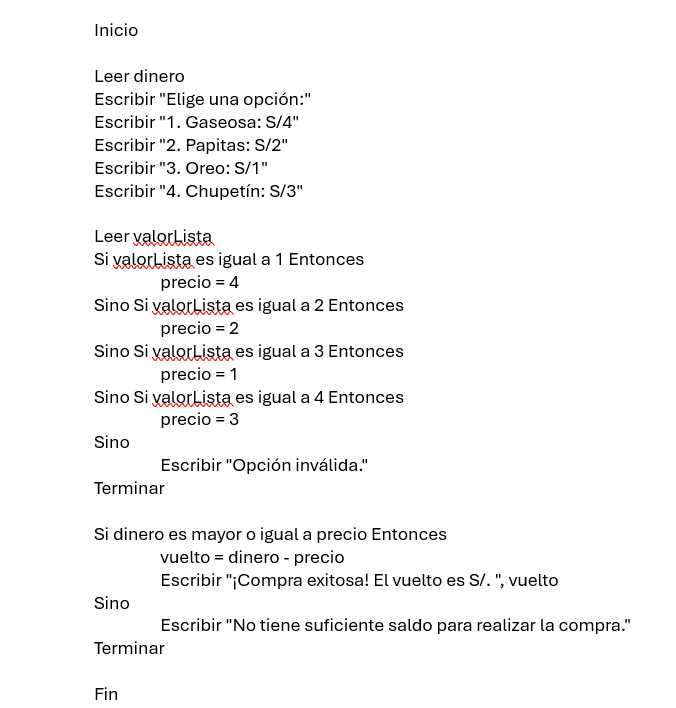 Inicio
Leer dinero
Escribir "Elige una opción:"
Escribir "1. Gaseosa: S/4"
Escribir "2. Papitas: S/2"
Escribir "3. Oreo: S/1"
Escribir "4. Chupetín: S/3"
Leer valorLista
Si valorLista es igual a 1 Entonces
precio = 4
Sino Si valorLista es igual a 2 Entonces
precio = 2
Sino Si valorLista es igual a 3 Entonces
precio = 1
Sino Si valorLista es igual a 4 Entonces
precio = 3
Sino
Escribir "Opción inválida."
Terminar
Si dinero es mayor o igual a precio Entonces
vuelto = dinero - precio
Escribir "¡Compra exitosa! El vuelto es S/. ", vuelto
Sino
Escribir "No tiene suficiente saldo para realizar la compra."
Terminar
Fin